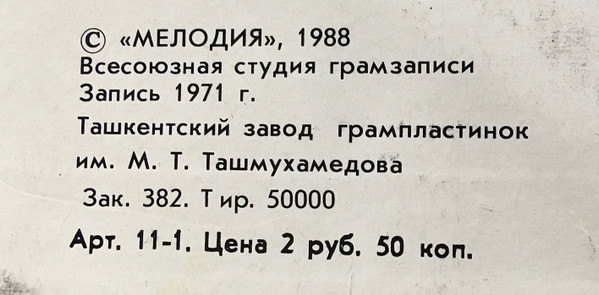 © «МЕЛОДИЯ», 1988
Всесоюзная студия грамзаписи
Запись 1971 г.
Ташкентский завод грампластинок
им. М. Т. Ташмухамедова
Зак. 382. Тир. 50000
Арт. 11-1. Цена 2 руб. 50 коп.